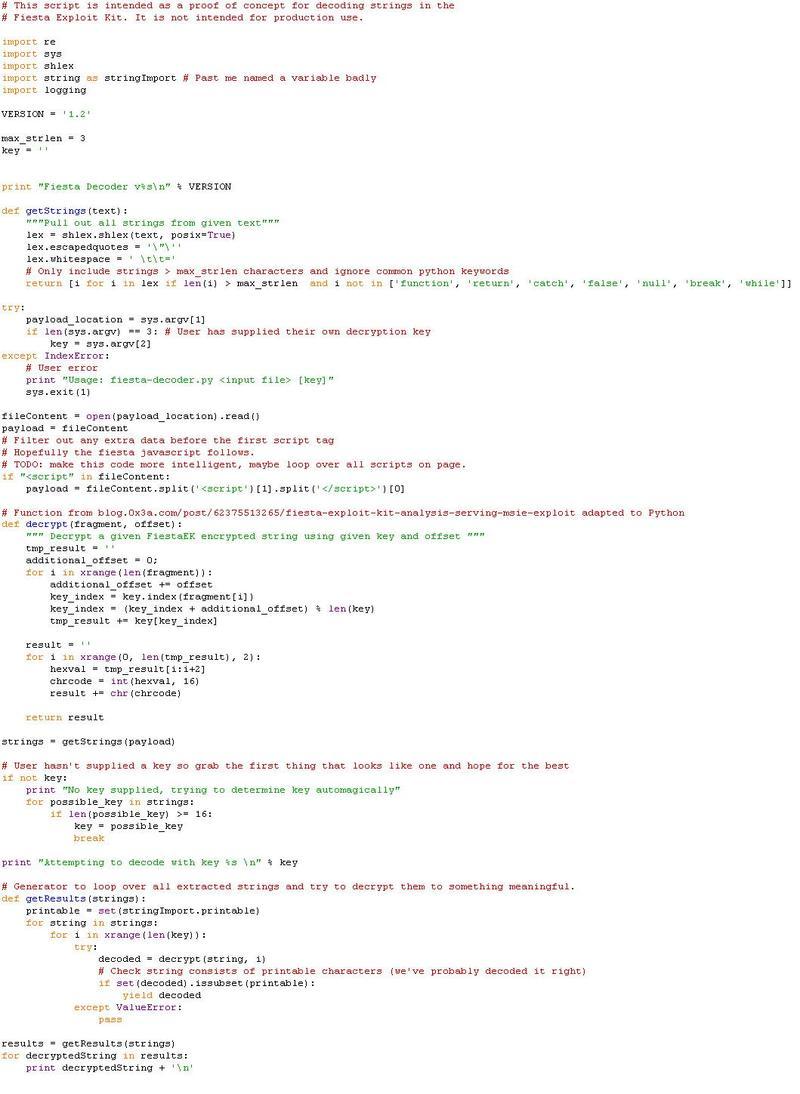 # This script is intended as a proof of concept for decoding strings in the
# Fiesta Exploit Kit. It is not intended for production use.
import re
import sys
import shlex
import string as stringImport # Past me named a variable badly
import logging
VERSION = '1.2'
max_strlen = 3
key = ''
print "Fiesta Decoder v%s\n" % VERSION
def getStrings(text):
    """Pull out all strings from given text"""
    lex = shlex.shlex(text, posix=True)
    lex.escapedquotes = '\"\''
    lex.whitespace = ' \t\t='
    # Only include strings > max_strlen characters and ignore common python keywords
    return [i for i in lex if len(i) > max_strlen  and i not in ['function', 'return', 'catch', 'false', 'null', 'break', 'while']]
try:
    payload_location = sys.argv[1]
    if len(sys.argv) == 3: # User has supplied their own decryption key
        key = sys.argv[2]
except IndexError:
    # User error
    print "Usage: fiesta-decoder.py <input file> [key]"
    sys.exit(1)
fileContent = open(payload_location).read()
payload = fileContent
# Filter out any extra data before the first script tag
# Hopefully the fiesta javascript follows.
# TODO: make this code more intelligent, maybe loop over all scripts on page.
if "<script" in fileContent:
    payload = fileContent.split('<script')[1].split('</script>')[0]
# Function from blog.0x3a.com/post/62375513265/fiesta-exploit-kit-analysis-serving-msie-exploit adapted to Python
def decrypt(fragment, offset):
    """ Decrypt a given FiestaEK encrypted string using given key and offset """
    tmp_result = ''
    additional_offset = 0;
    for i in xrange(len(fragment)):
        additional_offset += offset
        key_index = key.index(fragment[i])
        key_index = (key_index + additional_offset) % len(key)
        tmp_result += key[key_index]
    result = ''
    for i in xrange(0, len(tmp_result), 2):
        hexval = tmp_result[i:i+2]
        chrcode = int(hexval, 16)
        result += chr(chrcode)
    return result
strings = getStrings(payload)
# User hasn't supplied a key so grab the first thing that looks like one and hope for the best
if not key:
    print "No key supplied, trying to determine key automagically"
    for possible_key in strings:
        if len(possible_key) >= 16:
            key = possible_key
            break
print "Attempting to decode with key %s \n" % key
# Generator to loop over all extracted strings and try to decrypt them to something meaningful.
def getResults(strings):
    printable = set(stringImport.printable)
    for string in strings:
        for i in xrange(len(key)):
            try:
                decoded = decrypt(string, i)
                # Check string consists of printable characters (we've probably decoded it right)
                if set(decoded).issubset(printable):
                    yield decoded
            except ValueError:
                pass
results = getResults(strings)
for decryptedString in results:
    print decryptedString + '\n'